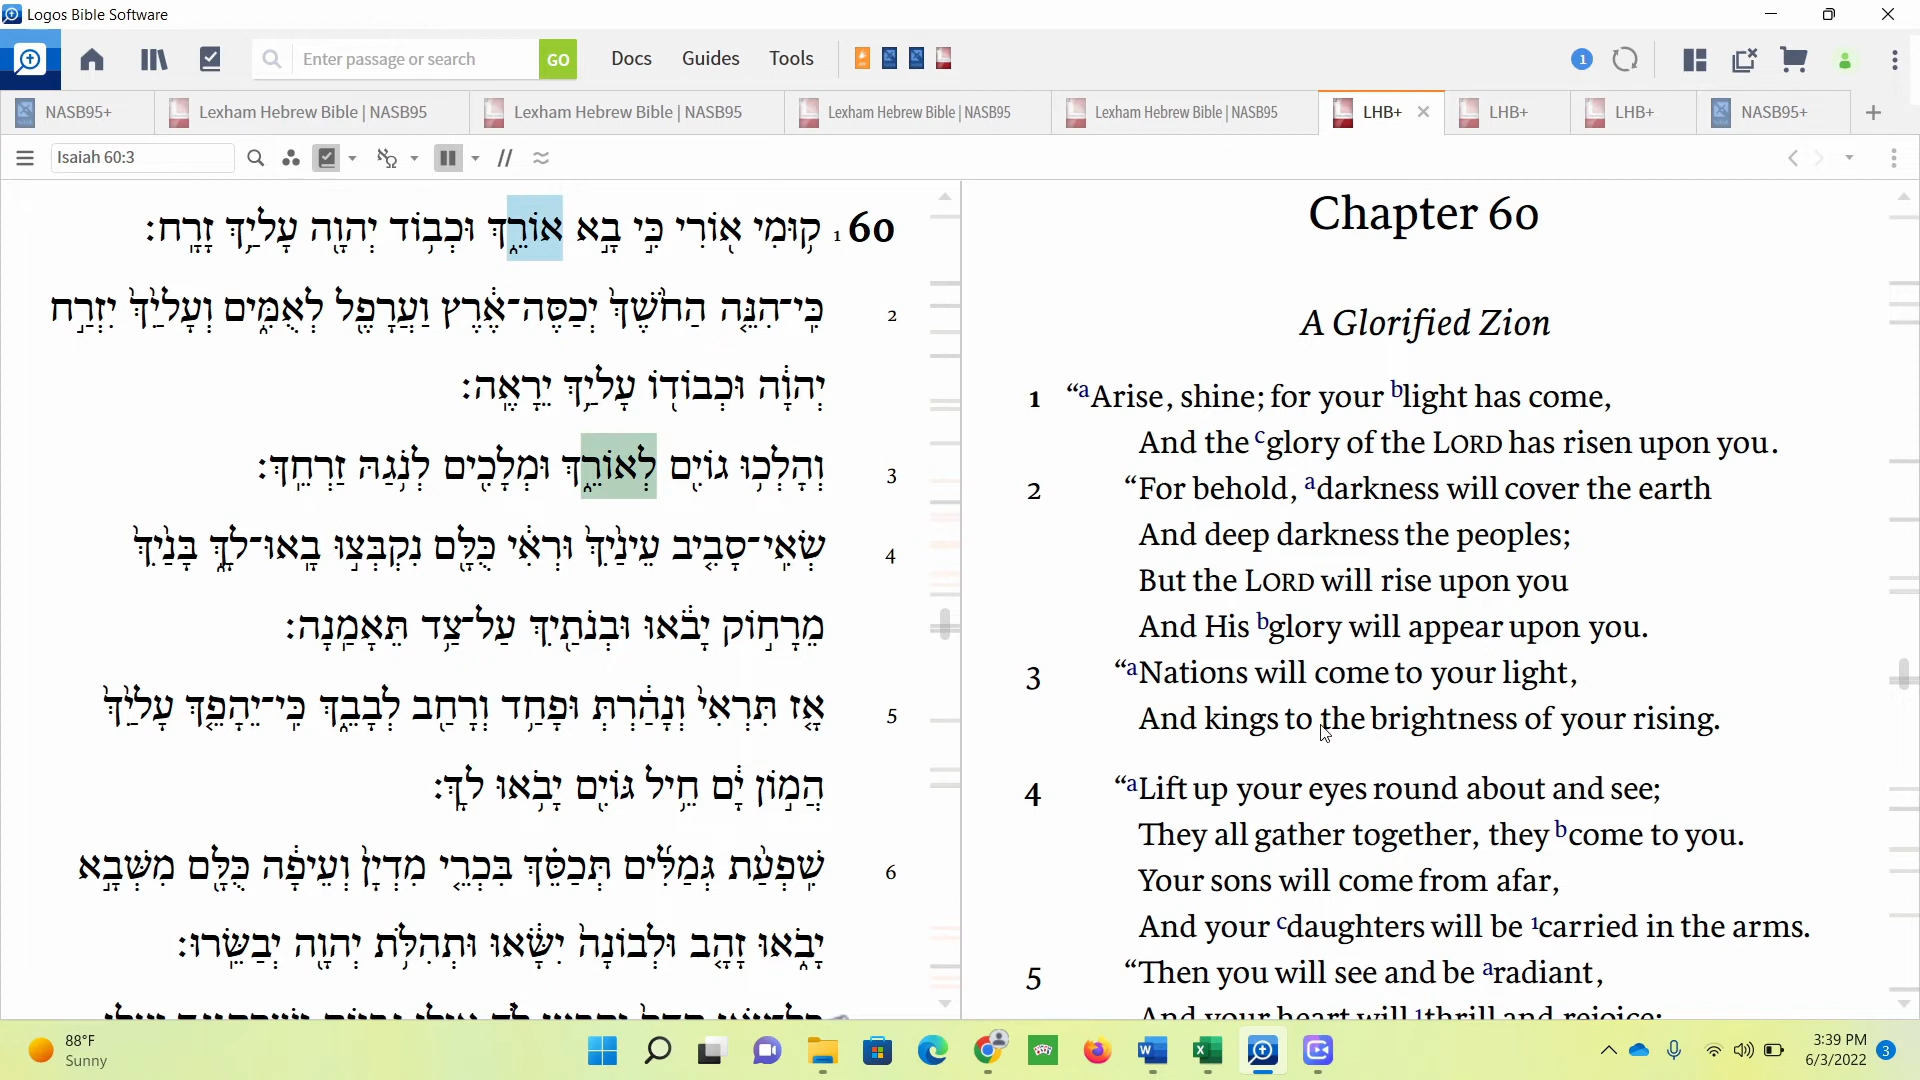 Logos Bible Software
Enter passage or search
GO
Docs
Guides
Tools
1
NASB95+
Lexham Hebrew Bible | NASB95
Lexham Hebrew Bible | NASB95
Lexham Hebrew Bible | NASB95
Lexham Hebrew Bible | NASB95
LHB+
LHB+
LHB+
NASB95+
Isaiah 60:3
60 1 ק֥וּמִי א֖וֹרִי כִּ֣י בָ֣א אוֹרֵ֑ךְ וּכְב֥וֹד יְהוָ֖ה עָלַ֥יִךְ זָרָֽח׃
2 כִּֽי־הִנֵּ֤ה הַחֹ֙שֶׁךְ֙ יְכַסֶּה־אֶ֔רֶץ וַעֲרָפֶ֖ל לְאֻמִּ֑ים וְעָלַ֙יִךְ֙ יִזְרַ֣ח
יְהוָ֔ה וּכְבוֹד֖וֹ עָלַ֥יִךְ יֵרָאֶֽה׃
3 וְהָלְכ֥וּ גוֹיִ֖ם לְאוֹרֵ֑ךְ וּמְלָכִ֖ים לְנֹ֥גַהּ זַרְחֵֽךְ׃
4 שְׂאִֽי־סָבִ֤יב עֵינַ֙יִךְ֙ וּרְאִ֔י כֻּלָּ֖ם נִקְבְּצ֣וּ בָֽאוּ־לָ֑ךְ בָּנַ֙יִךְ֙
מֵרָח֣וֹק יָבֹ֔אוּ וּבְנֹתַ֖יִךְ עַל־צַ֥ד תֵּאָמַֽנָה׃
5 אָ֤ז תִּרְאִי֙ וְנָהַ֔רְתְּ וּפָחַ֥ד וְרָחַ֖ב לְבָבֵ֑ךְ כִּֽי־יֵהָפֵ֤ךְ עָלַ֙יִךְ֙
הֲמ֣וֹן יָ֔ם חֵ֥יל גּוֹיִ֖ם יָבֹ֥אוּ לָֽךְ׃
6 שִֽׁפְעַ֨ת גְּמַלִּ֜ים תְּכַסֵּ֗ךְ בִּכְרֵ֤י מִדְיָן֙ וְעֵיפָ֔ה כֻּלָּ֖ם מִשְּׁבָ֣א
יָבֹ֑אוּ זָהָ֤ב וּלְבוֹנָה֙ יִשָּׂ֔אוּ וּתְהִלֹּ֥ת יְהוָ֖ה יְבַשֵּֽׂרוּ׃
Chapter 60
A Glorified Zion
1 “aArise, shine; for your blight has come,
And the cglory of the LORD has risen upon you.
2 “For behold, adarkness will cover the earth
And deep darkness the peoples;
But the LORD will rise upon you
And His bglory will appear upon you.
3 “aNations will come to your light,
And kings to the brightness of your rising.
4 “aLift up your eyes round about and see;
They all gather together, they bcome to you.
Your sons will come from afar,
And your cdaughters will be 1carried in the arms.
5 “Then you will see and be aradiant,
And your heart will 1thrill and rejoice;
88°F
Sunny
3:39 PM
6/3/2022
3